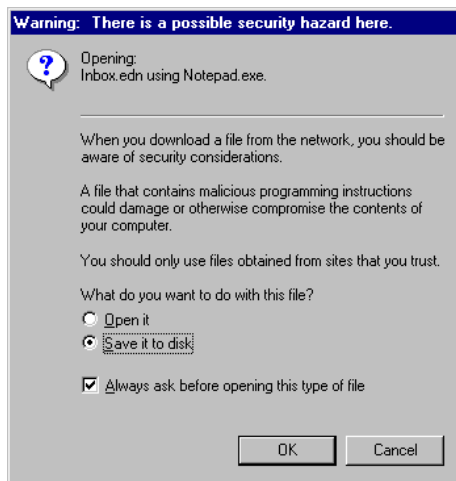 Warning: There is a possible security hazard here.
Opening:
Inbox.edn using Notepad.exe.
When you download a file from the network, you should be
aware of security considerations.
A file that contains malicious programming instructions
could damage or otherwise compromise the contents of
your computer.
You should only use files obtained from sites that you trust.
What do you want to do with this file?
Open it
Save it to disk
Always ask before opening this type of file
OK Cancel